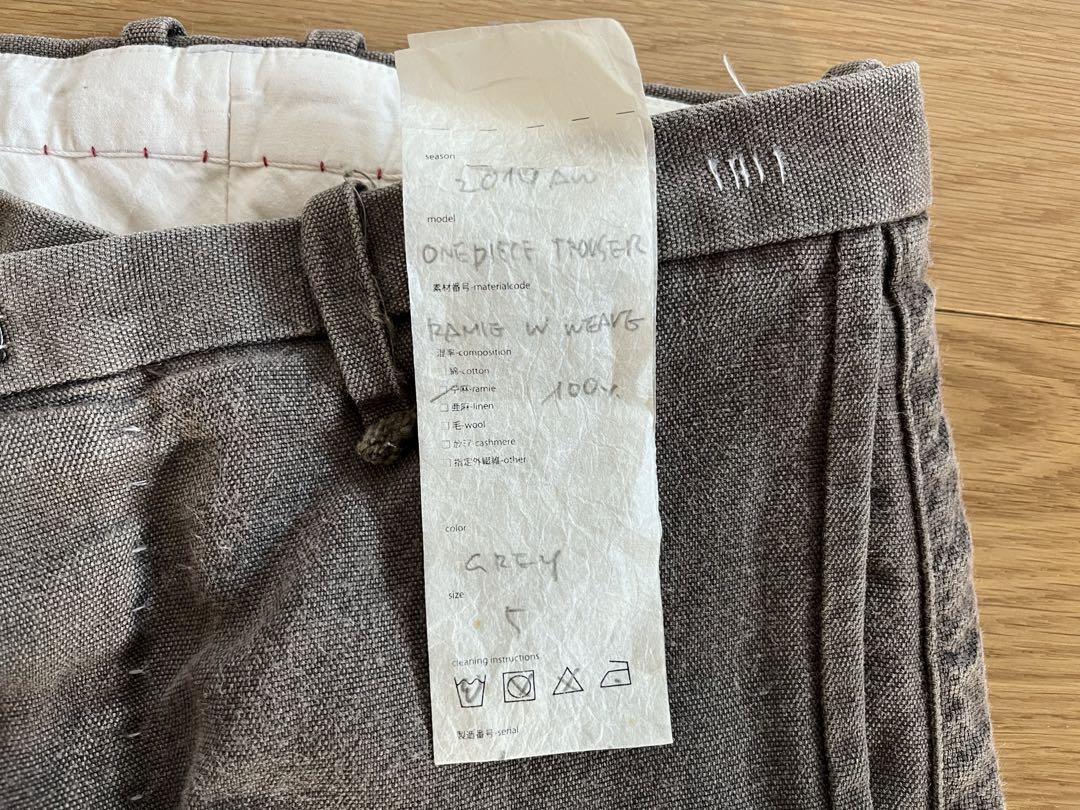 season
2014 AW
model
ONEPIECE TROUSER
素材番号-materialcode
RAMIE W WEAVE
混率-composition
綿-cotton
苧麻-ramie 100%
亜麻-linen
毛-wool
カシミア-cashmere
指定外繊維-other
color
GREY
size
5
cleaning instructions
製造番号-serial